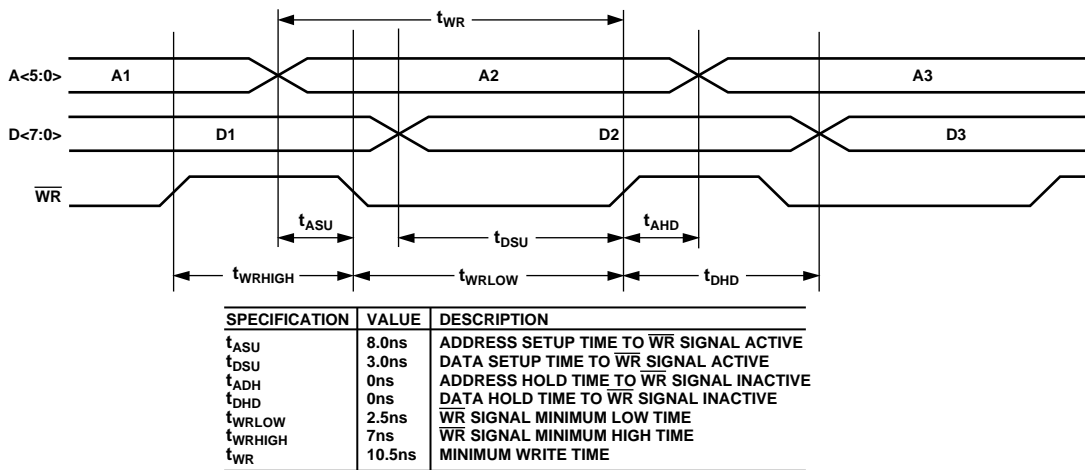 tWR
A<5:0> A1 A2 A3
D<7:0> D1 D2 D3
WR
tASU tDSU tAHD
tWRHIGH tWRLOW tDHD
SPECIFICATION VALUE DESCRIPTION
tASU 8.0ns ADDRESS SETUP TIME TO WR SIGNAL ACTIVE
tDSU 3.0ns DATA SETUP TIME TO WR SIGNAL ACTIVE
tADH 0ns ADDRESS HOLD TIME TO WR SIGNAL INACTIVE
tDHD 0ns DATA HOLD TIME TO WR SIGNAL INACTIVE
tWRLOW 2.5ns WR SIGNAL MINIMUM LOW TIME
tWRHIGH 7ns WR SIGNAL MINIMUM HIGH TIME
tWR 10.5ns MINIMUM WRITE TIME